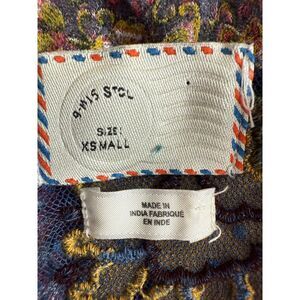 9-H15 STCL
SIZE:
XSMALL
MADE IN
INDIA FABRIQUÉ
EN INDE